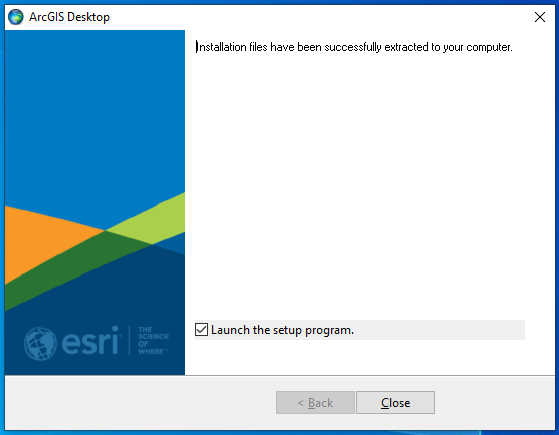 ArcGIS Desktop
Installation files have been successfully extracted to your computer.
esri
THE
SCIENCE
OF
WHERE™
Launch the setup program.
< Back
Close